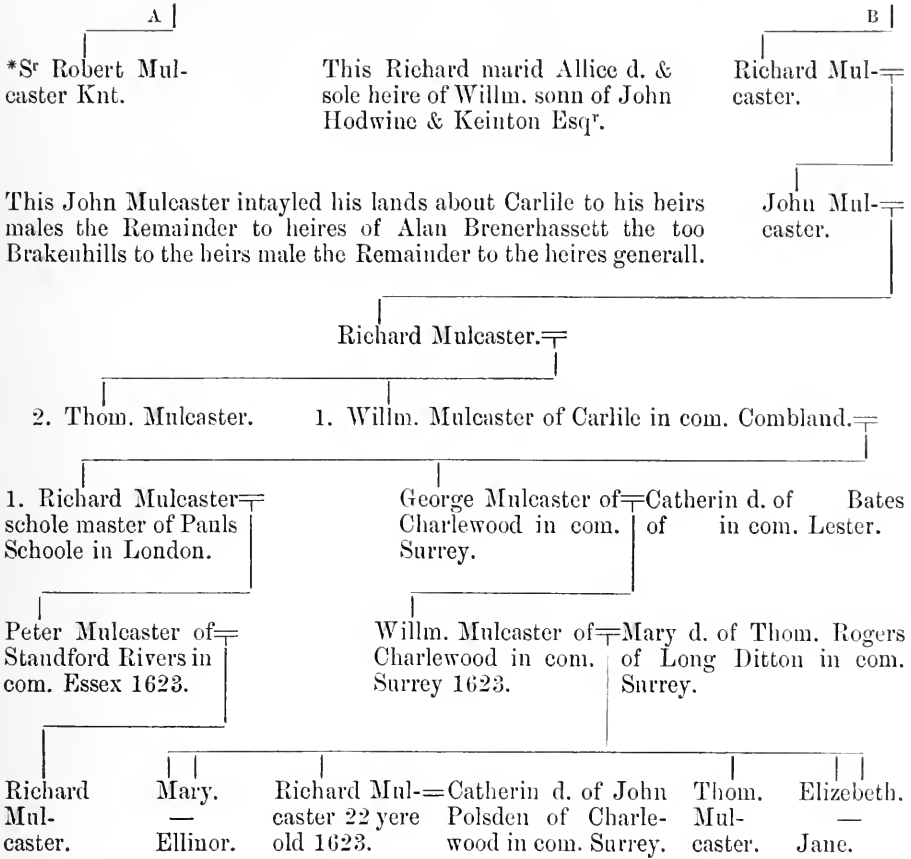 A
B
*Sʳ Robert Mul-
caster Knt.
This Richard marid Allice d. &
sole heire of Willm. sonn of John
Hodwine & Keinton Esqʳ.
Richard Mul-
caster.
This John Mulcaster intayled his lands about Carlile to his heirs
males the Remainder to heires of Alan Brenerhassett the too
Brakenhills to the heirs male the Remainder to the heires generall.
John Mul-
caster.
Richard Mulcaster.
2. Thom. Mulcaster.
1. Willm. Mulcaster of Carlile in com. Combland.
1. Richard Mulcaster
schole master of Pauls
Schoole in London.
George Mulcaster of
Charlewood in com.
Surrey.
Catherin d. of Bates
of in com. Lester.
Peter Mulcaster of
Standford Rivers in
com. Essex 1623.
Willm. Mulcaster of
Charlewood in com.
Surrey 1623.
Mary d. of Thom. Rogers
of Long Ditton in com.
Surrey.
Richard
Mul-
caster.
Mary.
—
Ellinor.
Richard Mul-
caster 22 yere
old 1623.
=Catherin d. of John
Polsden of Charle-
wood in com. Surrey.
Thom.
Mul-
caster.
Elizebeth.
—
Jane.